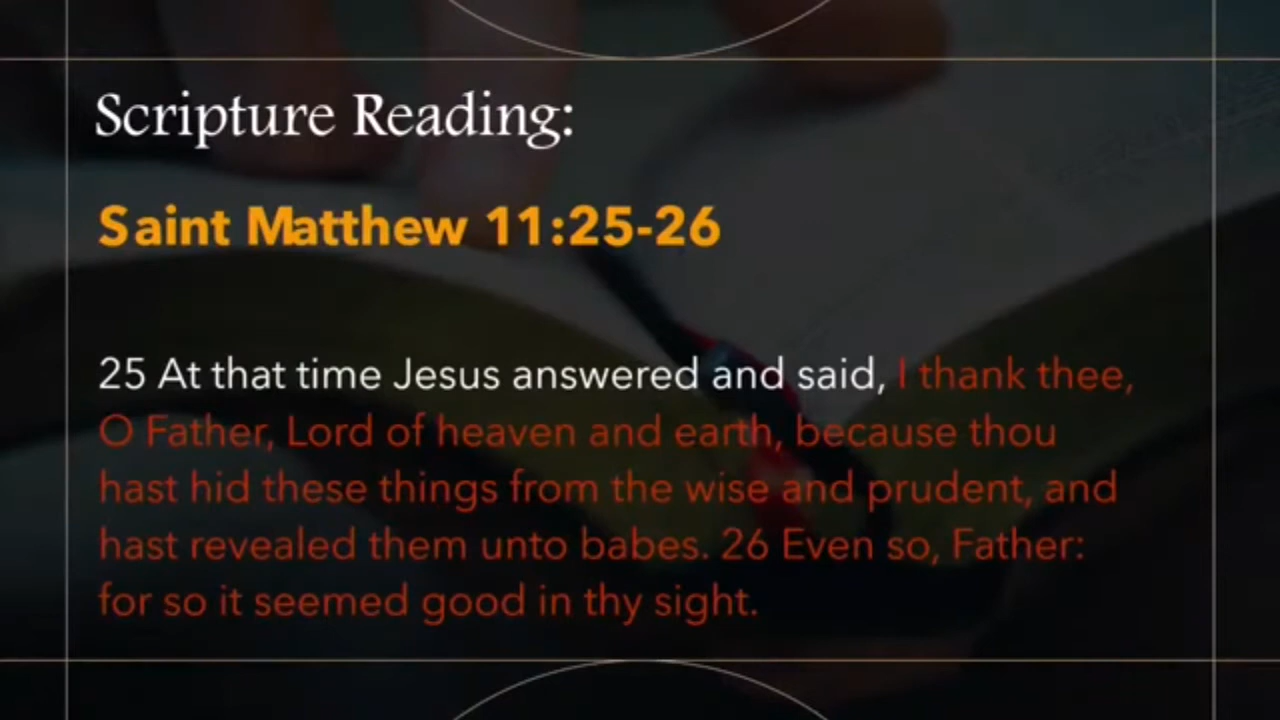 Scripture Reading:
Saint Matthew 11:25-26
25 At that time Jesus answered and said, I thank thee,
O Father, Lord of heaven and earth, because thou
hast hid these things from the wise and prudent, and
hast revealed them unto babes. 26 Even so, Father:
for so it seemed good in thy sight.